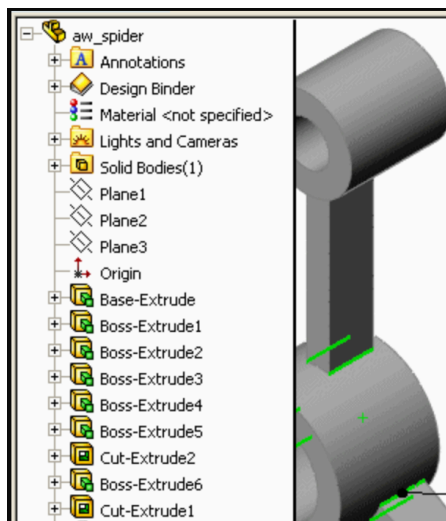 aw_spider
A Annotations
Design Binder
Material <not specified>
Lights and Cameras
Solid Bodies(1)
Plane1
Plane2
Plane3
Origin
Base-Extrude
Boss-Extrude1
Boss-Extrude2
Boss-Extrude3
Boss-Extrude4
Boss-Extrude5
Cut-Extrude2
Boss-Extrude6
Cut-Extrude1